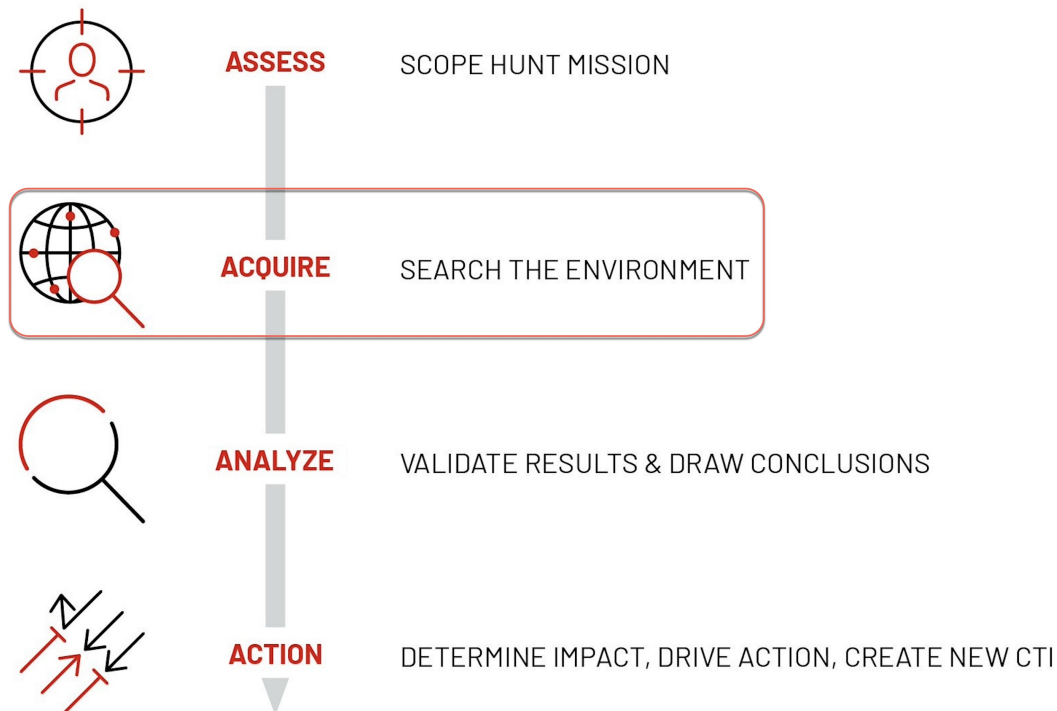 ASSESS SCOPE HUNT MISSION
ACQUIRE SEARCH THE ENVIRONMENT
ANALYZE VALIDATE RESULTS & DRAW CONCLUSIONS
ACTION DETERMINE IMPACT, DRIVE ACTION, CREATE NEW CTI